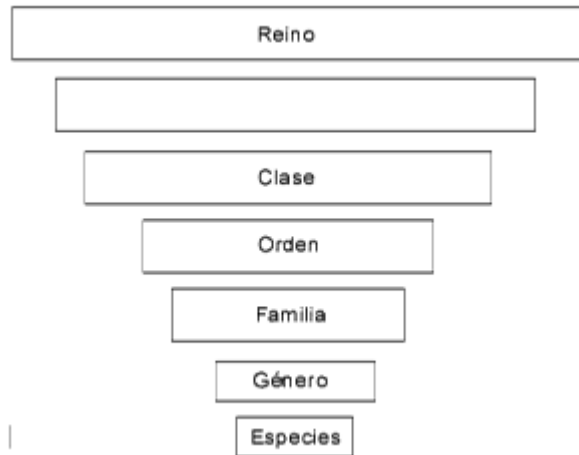 Reino
Clase
Orden
Familia
Género
Especies